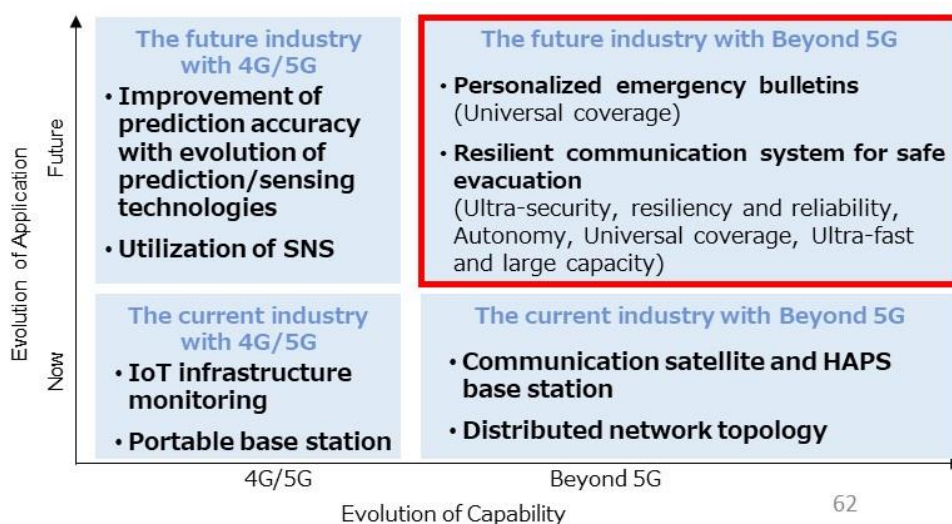 The future industry
with 4G/5G
• Improvement of
prediction accuracy
with evolution of
prediction/sensing
technologies
• Utilization of SNS
The future industry with Beyond 5G
• Personalized emergency bulletins
(Universal coverage)
• Resilient communication system for safe
evacuation
(Ultra-security, resiliency and reliability,
Autonomy, Universal coverage, Ultra-fast
and large capacity)
The current industry
with 4G/5G
• IoT infrastructure
monitoring
• Portable base station
The current industry with Beyond 5G
• Communication satellite and HAPS
base station
• Distributed network topology
Evolution of Application
Future
Now
4G/5G
Beyond 5G
Evolution of Capability
62